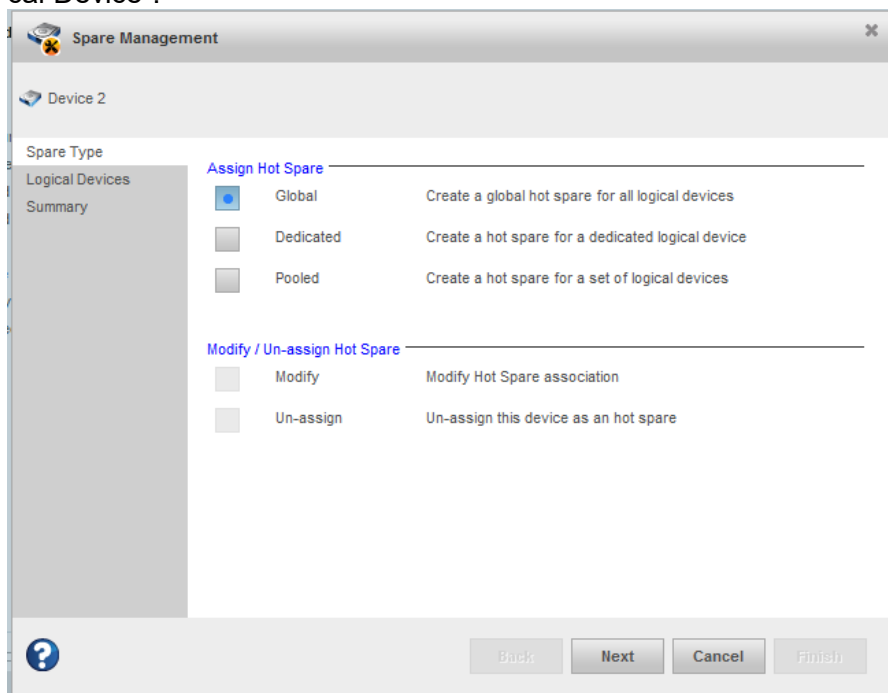 cal Device".
Spare Management
Device 2
Spare Type
Logical Devices
Summary
Assign Hot Spare
Global Create a global hot spare for all logical devices
Dedicated Create a hot spare for a dedicated logical device
Pooled Create a hot spare for a set of logical devices
Modify / Un-assign Hot Spare
Modify Modify Hot Spare association
Un-assign Un-assign this device as an hot spare
Back Next Cancel Finish